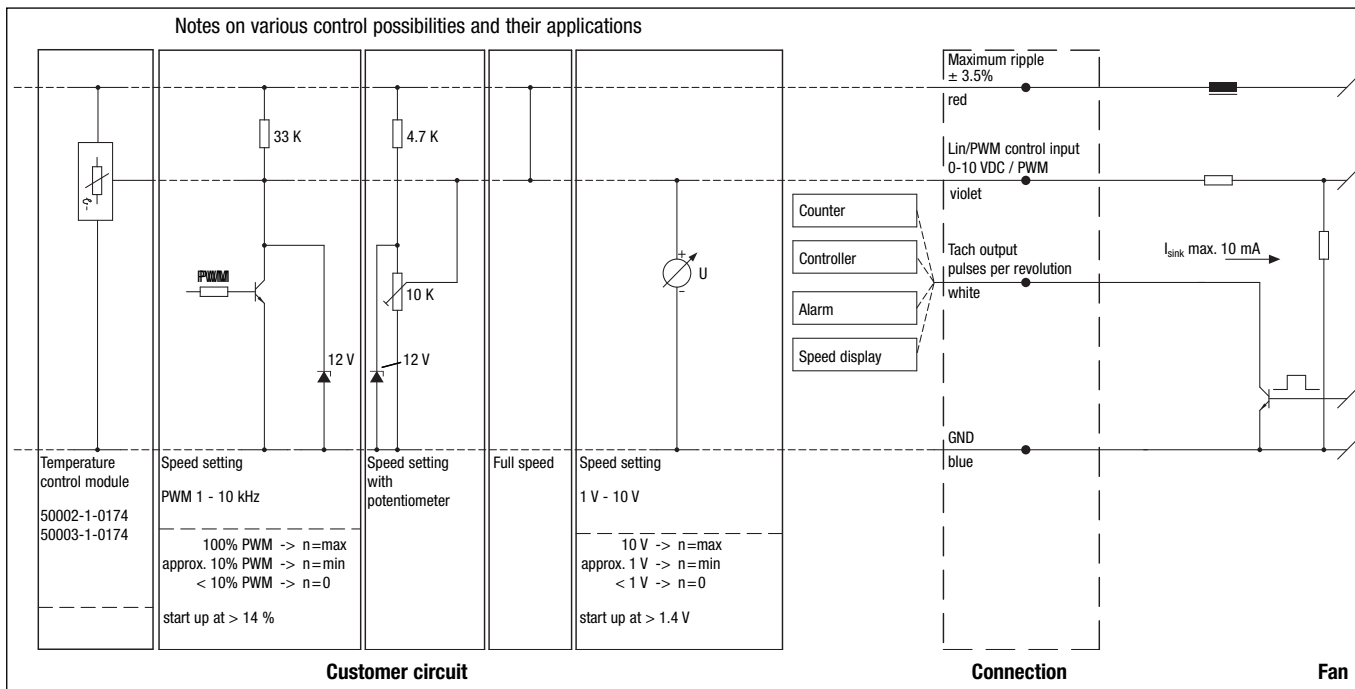 Notes on various control possibilities and their applications
33 K
PWM
12 V
4.7 K
10 K
12 V
+
U
-
Counter
Controller
Alarm
Speed display
Maximum ripple
± 3.5%
red
Lin/PWM control input
0-10 VDC / PWM
violet
Tach output
pulses per revolution
white
I_sink max. 10 mA
GND
blue
Temperature
control module
50002-1-0174
50003-1-0174
Speed setting
PWM 1 - 10 kHz
100% PWM -> n=max
approx. 10% PWM -> n=min
< 10% PWM -> n=0
start up at > 14 %
Speed setting
with
potentiometer
Full speed
Speed setting
1 V - 10 V
10 V -> n=max
approx. 1 V -> n=min
< 1 V -> n=0
start up at > 1.4 V
Customer circuit
Connection
Fan